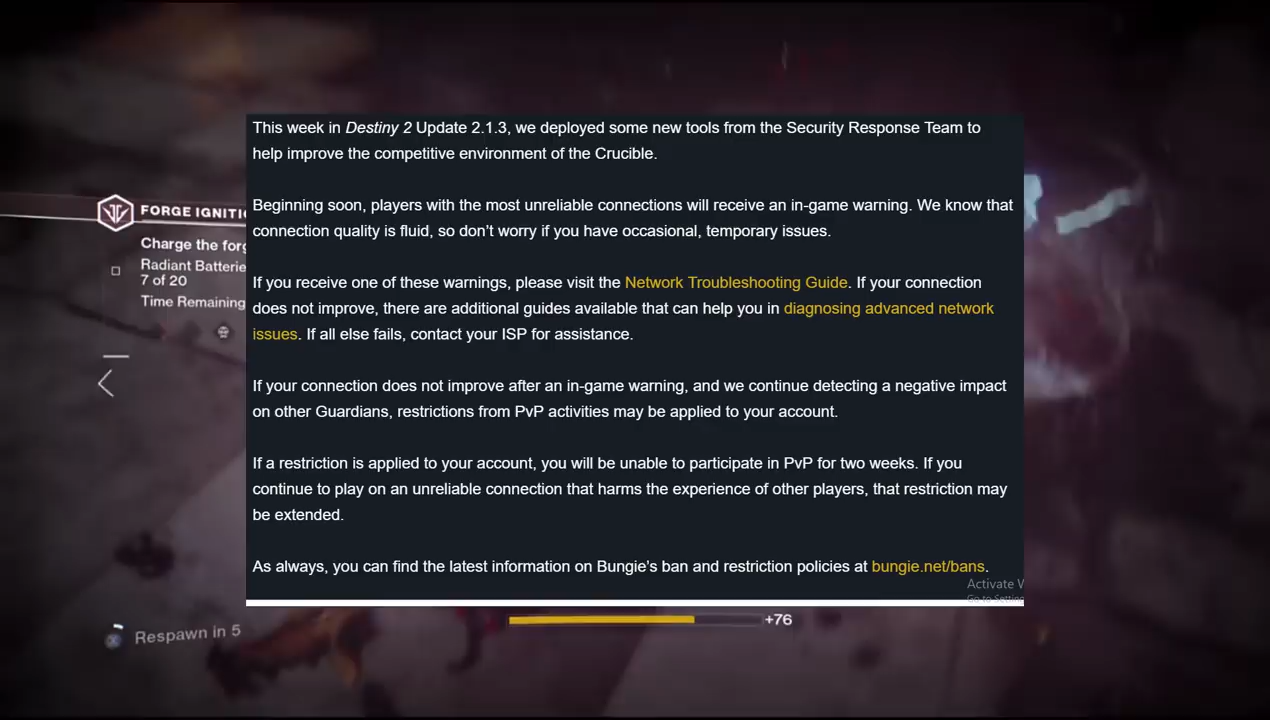 This week in Destiny 2 Update 2.1.3, we deployed some new tools from the Security Response Team to
help improve the competitive environment of the Crucible.
Beginning soon, players with the most unreliable connections will receive an in-game warning. We know that
connection quality is fluid, so don't worry if you have occasional, temporary issues.
If you receive one of these warnings, please visit the Network Troubleshooting Guide. If your connection
does not improve, there are additional guides available that can help you in diagnosing advanced network
issues. If all else fails, contact your ISP for assistance.
If your connection does not improve after an in-game warning, and we continue detecting a negative impact
on other Guardians, restrictions from PvP activities may be applied to your account.
If a restriction is applied to your account, you will be unable to participate in PvP for two weeks. If you
continue to play on an unreliable connection that harms the experience of other players, that restriction may
be extended.
As always, you can find the latest information on Bungie's ban and restriction policies at bungie.net/bans.
Activate
Go to
FORGE
Charge the
Radiant
7 of 20
Time Remaining
Respawn in 5
+76